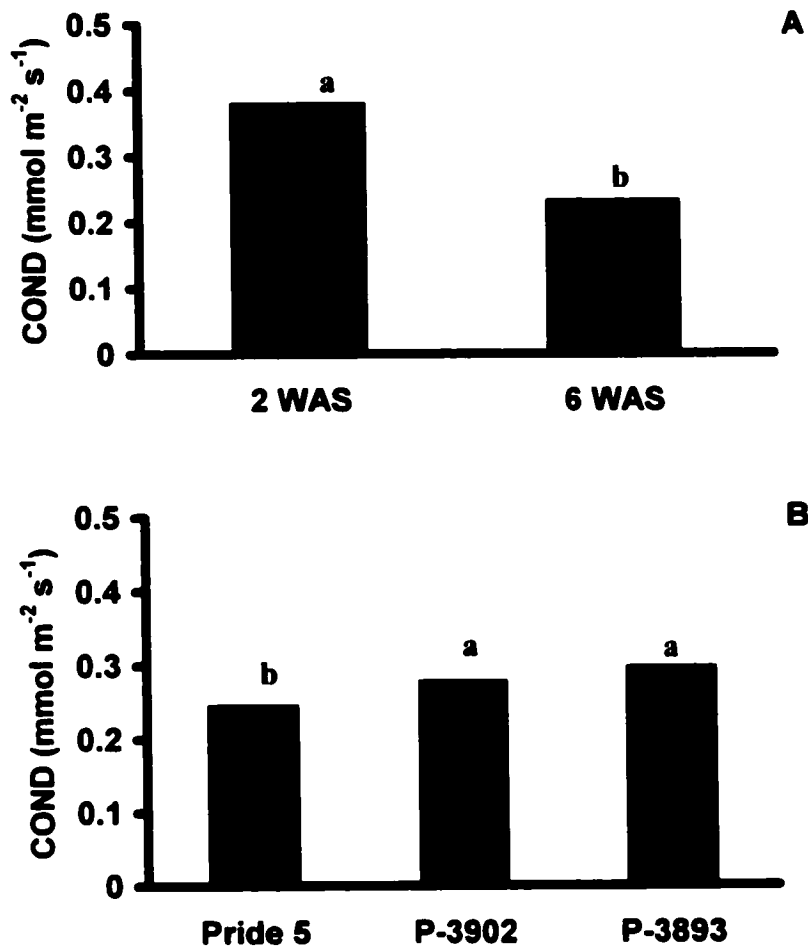 A
COND (mmol m⁻² s⁻¹)
0.5
0.4
0.3
0.2
0.1
0
a
b
2 WAS
6 WAS
B
COND (mmol m⁻² s⁻¹)
0.5
0.4
0.3
0.2
0.1
0
b
a
a
Pride 5
P-3902
P-3893